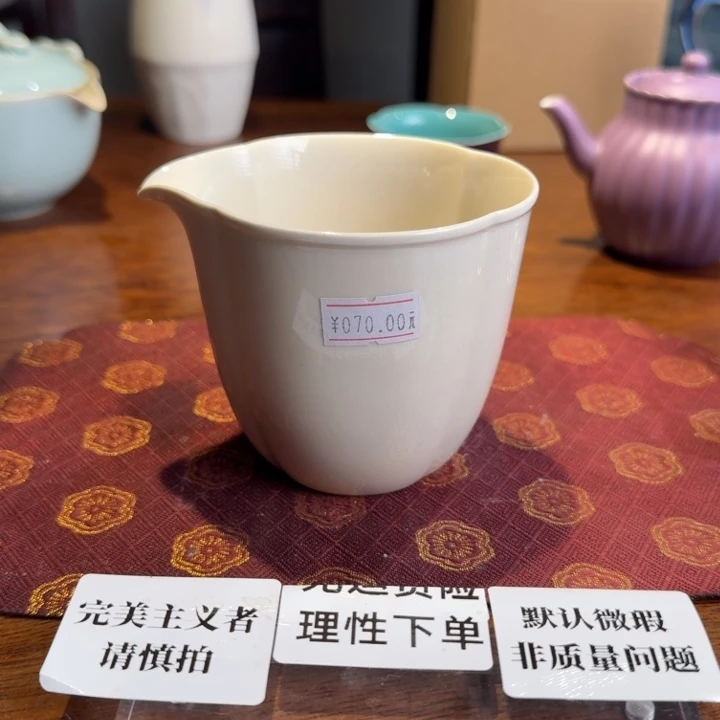 ¥070.00元
完美主义者
请慎拍
理性下单
默认微瑕
非质量问题